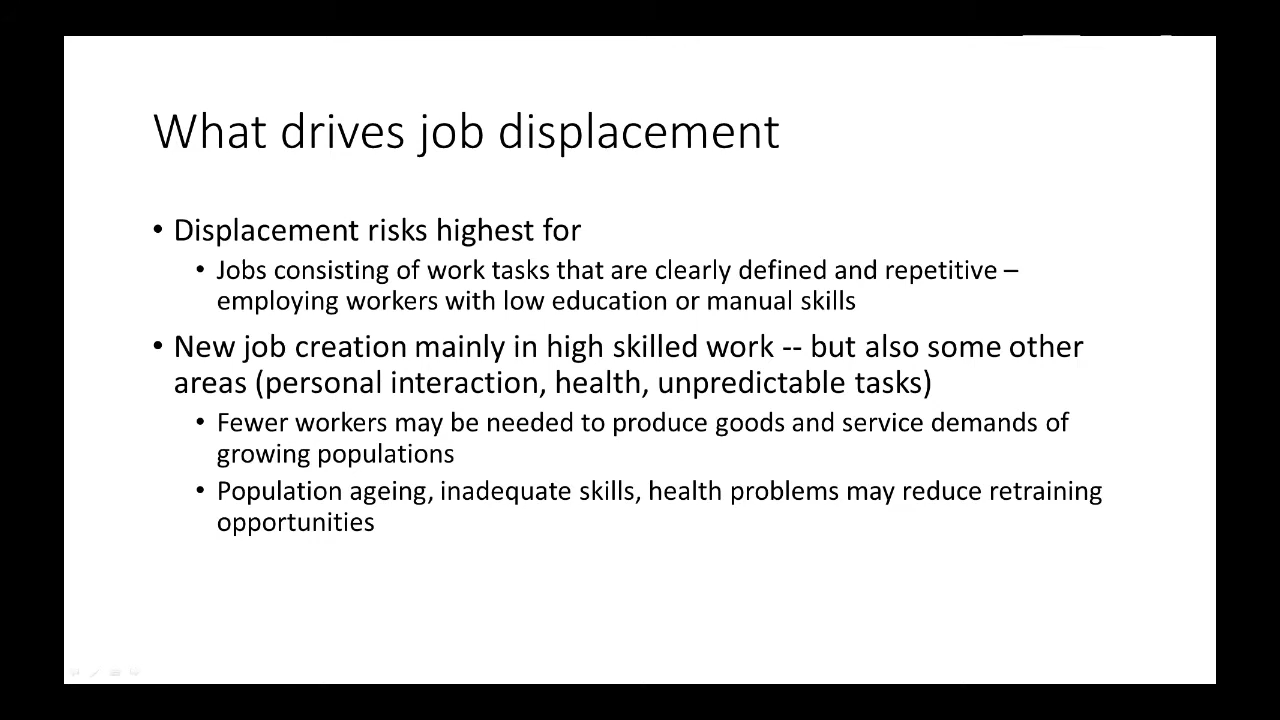 What drives job displacement
• Displacement risks highest for
• Jobs consisting of work tasks that are clearly defined and repetitive –
employing workers with low education or manual skills
• New job creation mainly in high skilled work -- but also some other
areas (personal interaction, health, unpredictable tasks)
• Fewer workers may be needed to produce goods and service demands of
growing populations
• Population ageing, inadequate skills, health problems may reduce retraining
opportunities